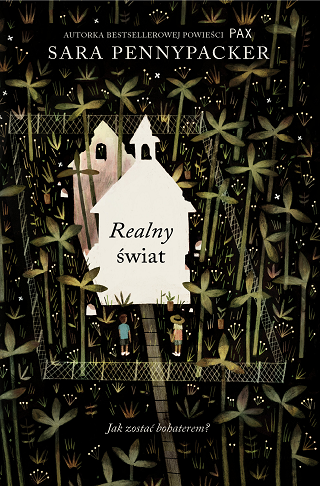 AUTORKA BESTSELLEROWEJ POWIEŚCI PAX
SARA PENNYPACKER
Realny
świat
Jak zostać bohaterem?